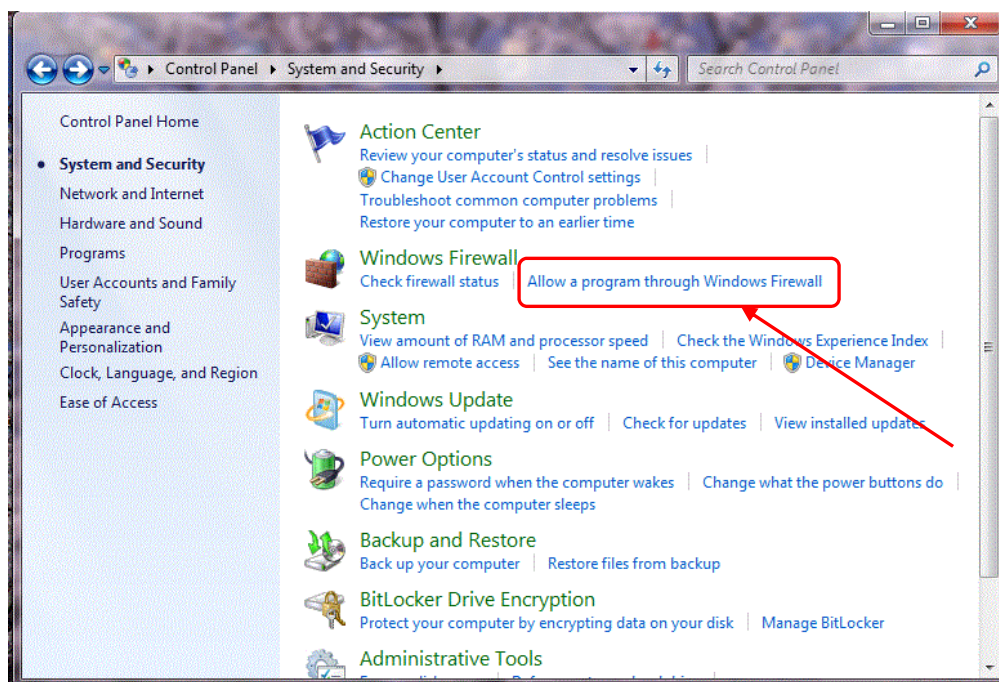 Control Panel System and Security
Search Control Panel
Control Panel Home
System and Security
Network and Internet
Hardware and Sound
Programs
User Accounts and Family
Safety
Appearance and
Personalization
Clock, Language, and Region
Ease of Access
Action Center
Review your computer's status and resolve issues
Change User Account Control settings
Troubleshoot common computer problems
Restore your computer to an earlier time
Windows Firewall
Check firewall status Allow a program through Windows Firewall
System
View amount of RAM and processor speed Check the Windows Experience Index
Allow remote access See the name of this computer Device Manager
Windows Update
Turn automatic updating on or off Check for updates View installed updates
Power Options
Require a password when the computer wakes Change what the power buttons do
Change when the computer sleeps
Backup and Restore
Back up your computer Restore files from backup
BitLocker Drive Encryption
Protect your computer by encrypting data on your disk Manage BitLocker
Administrative Tools